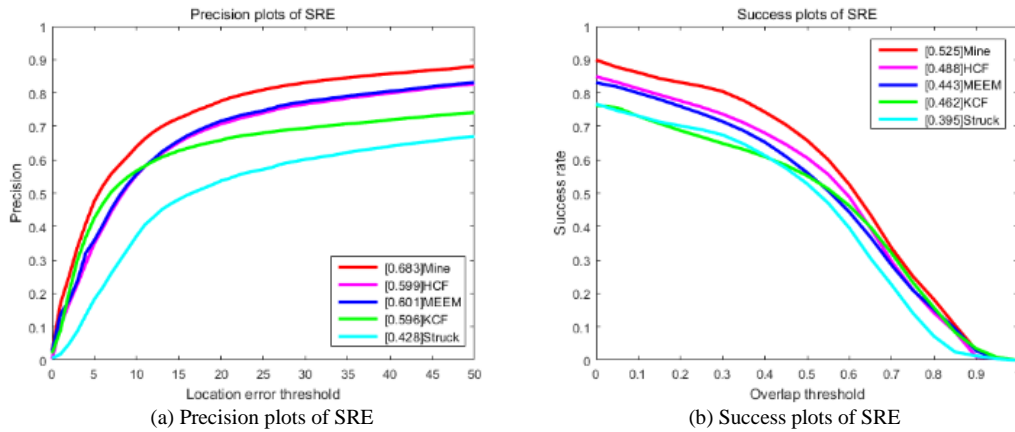 Precision plots of SRE
1
0.9
0.8
0.7
0.6
0.5
0.4
0.3
0.2
0.1
0
Precision
[0.683]Mine
[0.599]HCF
[0.601]MEEM
[0.596]KCF
[0.428]Struck
0 5 10 15 20 25 30 35 40 45 50
Location error threshold
(a) Precision plots of SRE
Success plots of SRE
1
0.9
0.8
0.7
0.6
0.5
0.4
0.3
0.2
0.1
0
Success rate
[0.525]Mine
[0.488]HCF
[0.443]MEEM
[0.462]KCF
[0.395]Struck
0 0.1 0.2 0.3 0.4 0.5 0.6 0.7 0.8 0.9
Overlap threshold
(b) Success plots of SRE